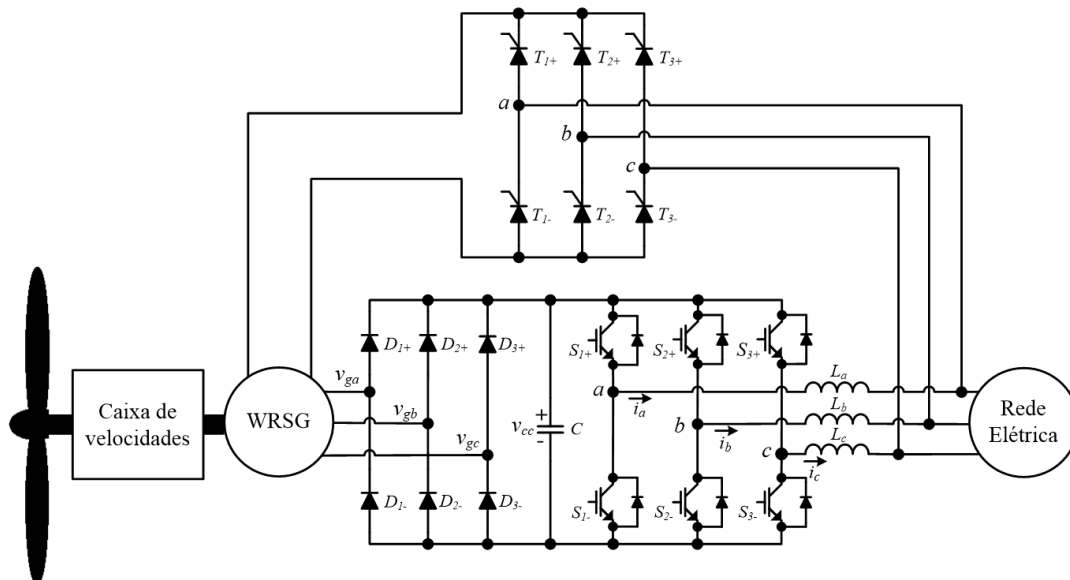 T1+ T2+ T3+
a
b
c
T1- T2- T3-
D1+ D2+ D3+
S1+ S2+ S3+
vga
vgb
vgc
Caixa de
velocidades
WRSG
vcc
+
-
C
a
b
c
ia
ib
ic
La
Lb
Lc
Rede
Elétrica
D1- D2- D3-
S1- S2- S3-